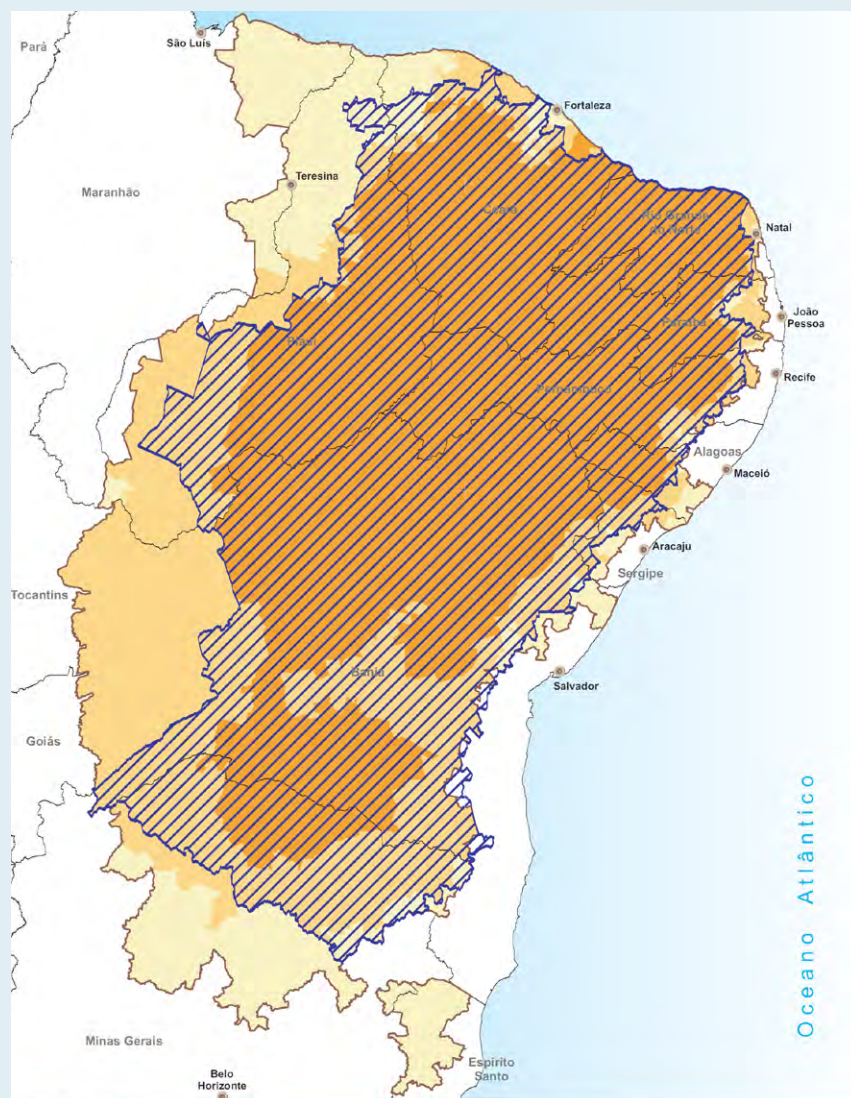 São Luís
Pará
Fortaleza
Teresina
Maranhão
Ceará
Rio Grande
do Norte
Natal
João
Pessoa
Paraíba
Piauí
Recife
Pernambuco
Alagoas
Maceió
Aracaju
Sergipe
Tocantins
Bahia
Salvador
Goiás
Oceano Atlântico
Minas Gerais
Espírito
Santo
Belo
Horizonte